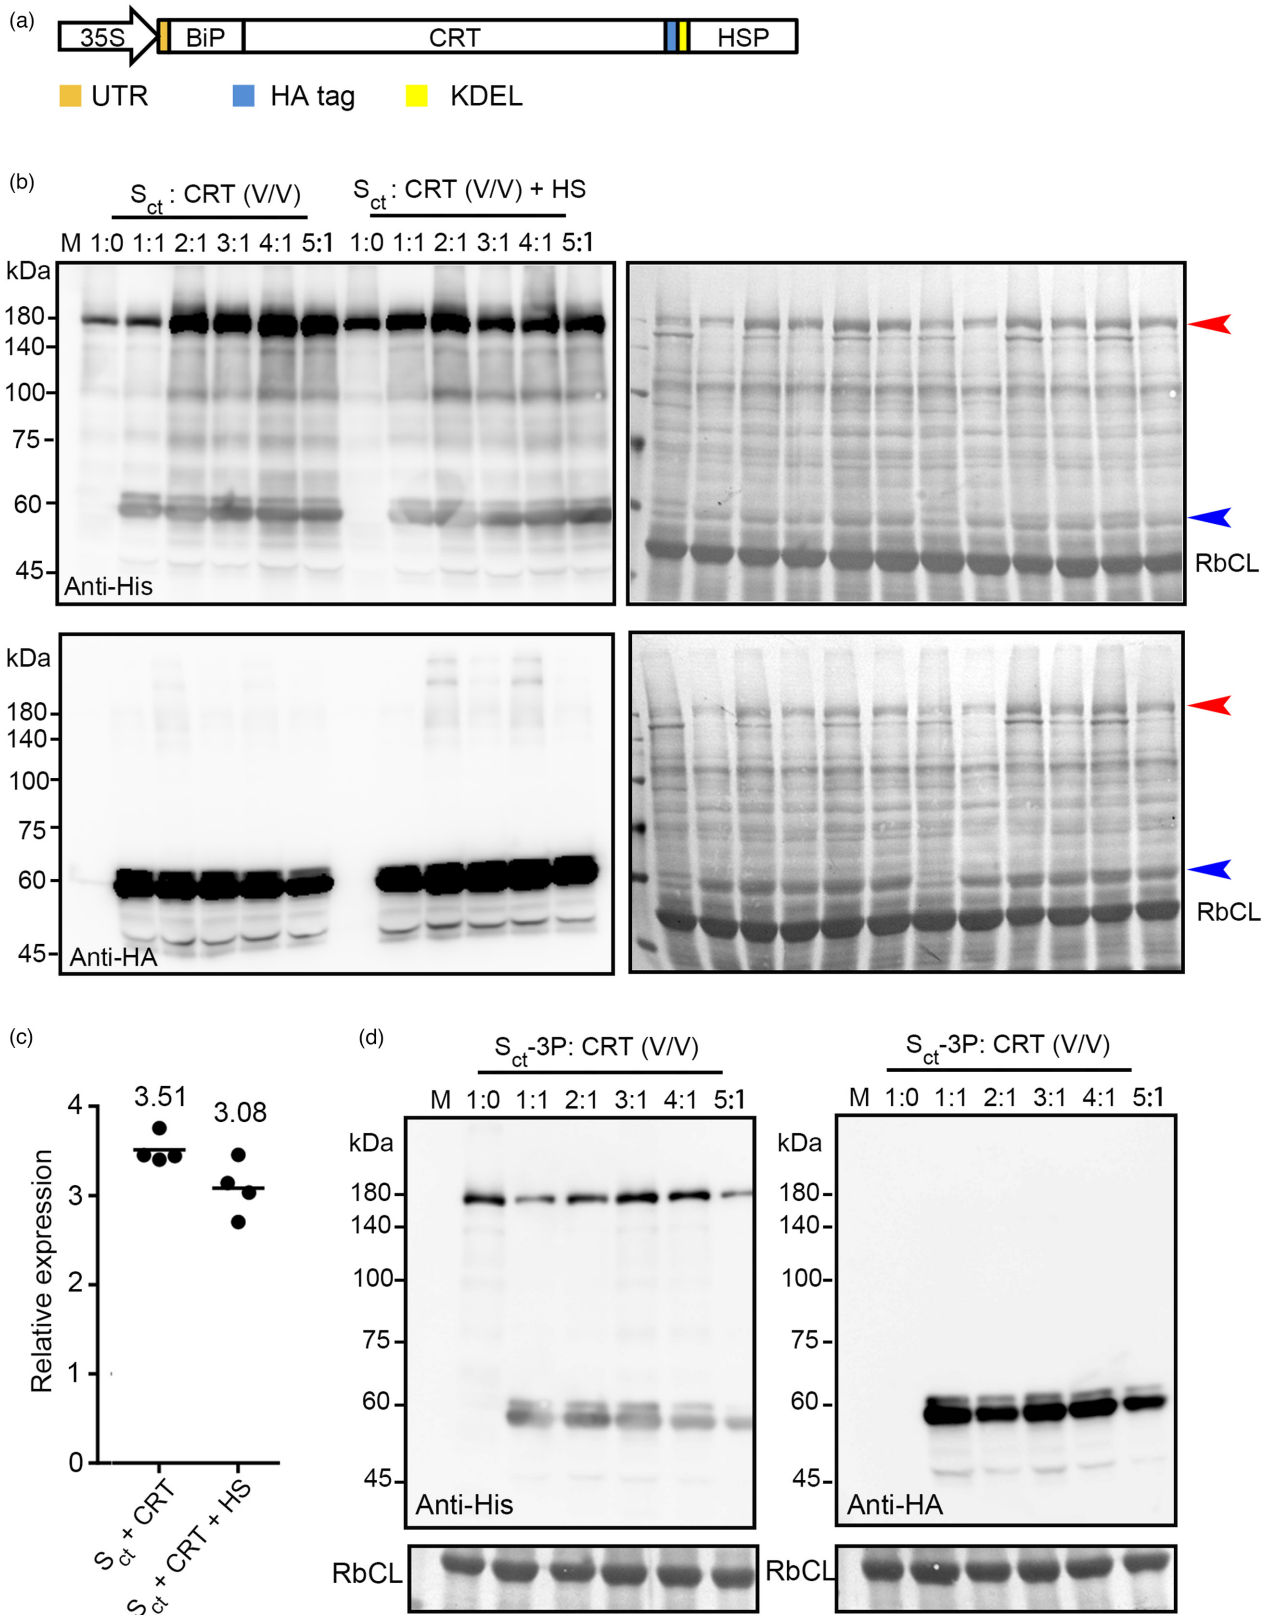 (a)
35S BiP CRT HSP
UTR HA tag KDEL
(b)
Sct : CRT (V/V) Sct : CRT (V/V) + HS
M 1:0 1:1 2:1 3:1 4:1 5:1 1:0 1:1 2:1 3:1 4:1 5:1
kDa
180
140
100
75
60
45
Anti-His
RbCL
kDa
180
140
100
75
60
45
Anti-HA
RbCL
(c)
Relative expression
4
3
2
1
0
3.51
3.08
Sct + CRT
Sct + CRT + HS
(d)
Sct-3P: CRT (V/V)
M 1:0 1:1 2:1 3:1 4:1 5:1
kDa
180
140
100
75
60
45
Anti-His
RbCL
Sct-3P: CRT (V/V)
M 1:0 1:1 2:1 3:1 4:1 5:1
kDa
180
140
100
75
60
45
Anti-HA
RbCL